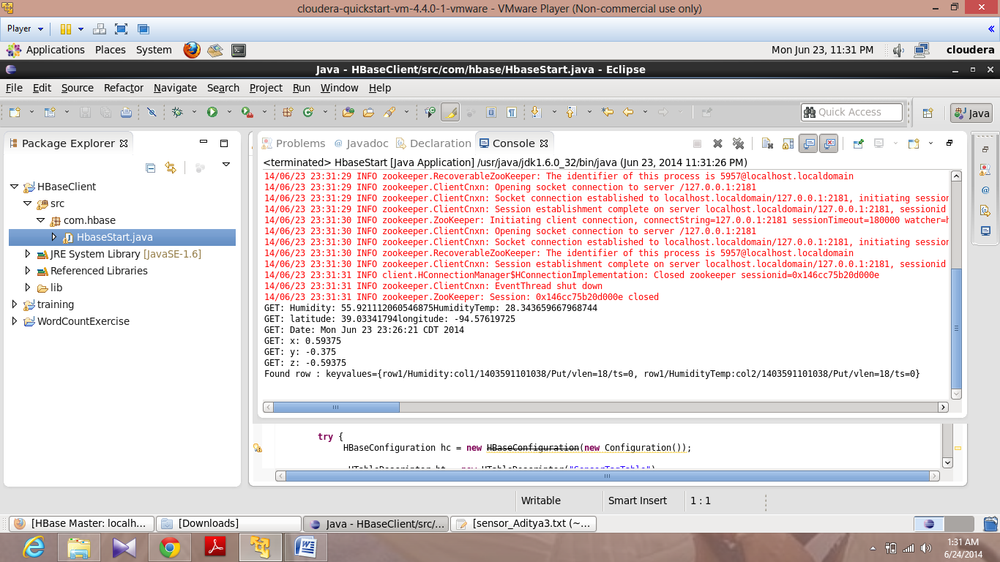 cloudera-quickstart-vm-4.4.0-1-vmware - VMware Player (Non-commercial use only)
Player
Applications Places System Mon Jun 23, 11:31 PM cloudera
Java - HBaseClient/src/com/hbase/HbaseStart.java - Eclipse
File Edit Source Refactor Navigate Search Project Run Window Help
Quick Access Java
Package Explorer
HBaseClient
src
com.hbase
HbaseStart.java
JRE System Library [JavaSE-1.6]
Referenced Libraries
lib
training
WordCountExercise
Problems @ Javadoc Declaration Console
<terminated> HbaseStart [Java Application] /usr/java/jdk1.6.0_32/bin/java (Jun 23, 2014 11:31:26 PM)
14/06/23 23:31:29 INFO zookeeper.RecoverableZooKeeper: The identifier of this process is 5957@localhost.localdomain
14/06/23 23:31:29 INFO zookeeper.ClientCnxn: Opening socket connection to server /127.0.0.1:2181
14/06/23 23:31:29 INFO zookeeper.ClientCnxn: Socket connection established to localhost.localdomain/127.0.0.1:2181, initiating session
14/06/23 23:31:29 INFO zookeeper.ClientCnxn: Session establishment complete on server localhost.localdomain/127.0.0.1:2181, sessionid
14/06/23 23:31:30 INFO zookeeper.ZooKeeper: Initiating client connection, connectString=127.0.0.1:2181 sessionTimeout=180000 watcher=h
14/06/23 23:31:30 INFO zookeeper.ClientCnxn: Opening socket connection to server /127.0.0.1:2181
14/06/23 23:31:30 INFO zookeeper.ClientCnxn: Socket connection established to localhost.localdomain/127.0.0.1:2181, initiating session
14/06/23 23:31:30 INFO zookeeper.RecoverableZooKeeper: The identifier of this process is 5957@localhost.localdomain
14/06/23 23:31:30 INFO zookeeper.ClientCnxn: Session establishment complete on server localhost.localdomain/127.0.0.1:2181, sessionid
14/06/23 23:31:31 INFO client.HConnectionManager$HConnectionImplementation: Closed zookeeper sessionid=0x146cc75b20d000e
14/06/23 23:31:31 INFO zookeeper.ClientCnxn: EventThread shut down
14/06/23 23:31:31 INFO zookeeper.ZooKeeper: Session: 0x146cc75b20d000e closed
GET: Humidity: 55.921112060546875HumidityTemp: 28.343659667968744
GET: latitude: 39.03341794longitude: -94.57619725
GET: Date: Mon Jun 23 23:26:21 CDT 2014
GET: x: 0.59375
GET: y: -0.375
GET: z: -0.59375
Found row : keyvalues={row1/Humidity:col1/1403591101038/Put/vlen=18/ts=0, row1/HumidityTemp:col2/1403591101038/Put/vlen=18/ts=0}
try {
HBaseConfiguration hc = new HBaseConfiguration(new Configuration());
HTableDescriptor ht = new HTableDescriptor("SensorTagTable")
Writable Smart Insert 1 : 1
[HBase Master: localh... [Downloads] Java - HBaseClient/src/... [sensor_Aditya3.txt (~...
1:31 AM
6/24/2014